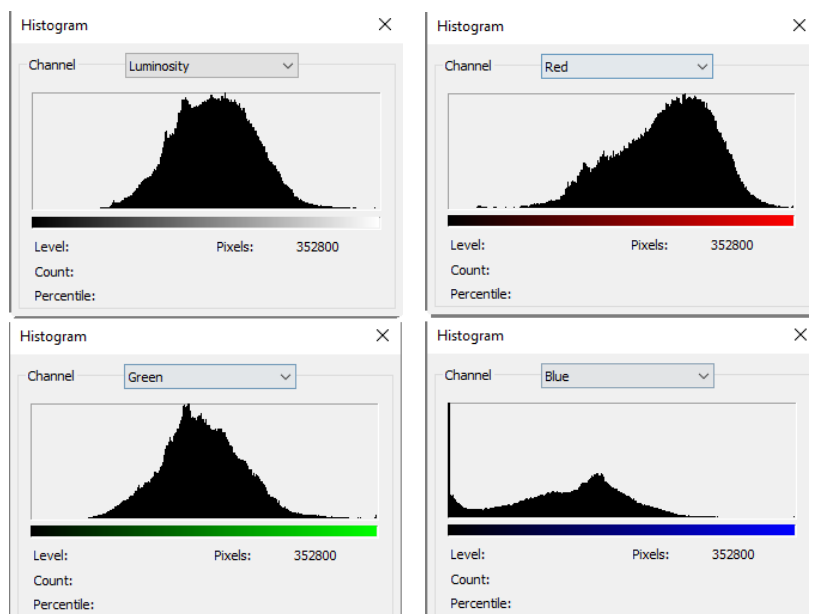 Histogram
Channel Luminosity
Level: Pixels: 352800
Count:
Percentile:
Histogram
Channel Red
Level: Pixels: 352800
Count:
Percentile:
Histogram
Channel Green
Level: Pixels: 352800
Count:
Percentile:
Histogram
Channel Blue
Level: Pixels: 352800
Count:
Percentile: